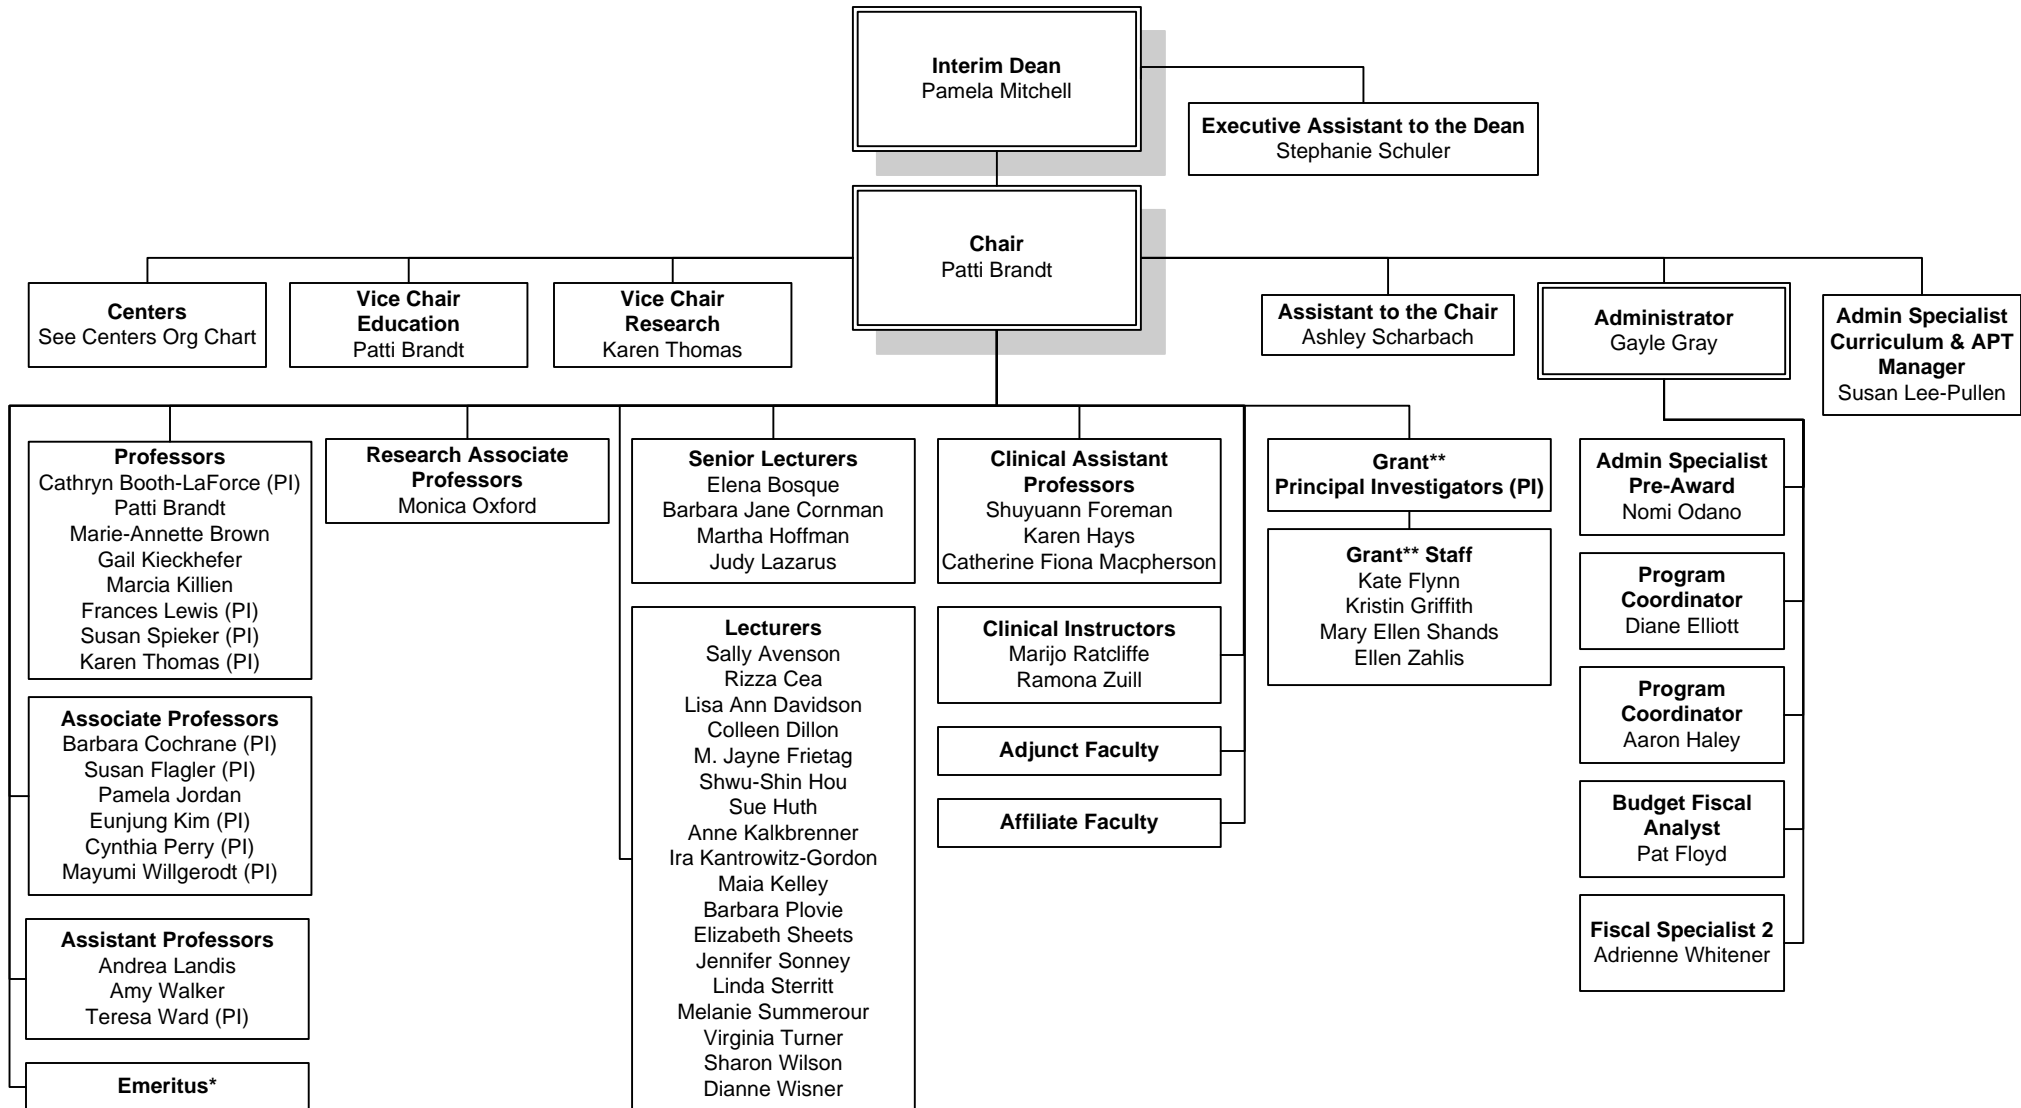 Interim Dean
Pamela Mitchell
Executive Assistant to the Dean
Stephanie Schuler
Chair
Patti Brandt
Centers
See Centers Org Chart
Vice Chair
Education
Patti Brandt
Vice Chair
Research
Karen Thomas
Assistant to the Chair
Ashley Scharbach
Administrator
Gayle Gray
Admin Specialist
Curriculum & APT
Manager
Susan Lee-Pullen
Professors
Cathryn Booth-LaForce (PI)
Patti Brandt
Marie-Annette Brown
Gail Kieckhefer
Marcia Killien
Frances Lewis (PI)
Susan Spieker (PI)
Karen Thomas (PI)
Associate Professors
Barbara Cochrane (PI)
Susan Flagler (PI)
Pamela Jordan
Eunjung Kim (PI)
Cynthia Perry (PI)
Mayumi Willgerodt (PI)
Assistant Professors
Andrea Landis
Amy Walker
Teresa Ward (PI)
Emeritus*
Research Associate
Professors
Monica Oxford
Senior Lecturers
Elena Bosque
Barbara Jane Cornman
Martha Hoffman
Judy Lazarus
Lecturers
Sally Avenson
Rizza Cea
Lisa Ann Davidson
Colleen Dillon
M. Jayne Frietag
Shwu-Shin Hou
Sue Huth
Anne Kalkbrenner
Ira Kantrowitz-Gordon
Maia Kelley
Barbara Plovie
Elizabeth Sheets
Jennifer Sonney
Linda Sterritt
Melanie Summerour
Virginia Turner
Sharon Wilson
Dianne Wisner
Clinical Assistant
Professors
Shuyuann Foreman
Karen Hays
Catherine Fiona Macpherson
Clinical Instructors
Marijo Ratcliffe
Ramona Zuill
Adjunct Faculty
Affiliate Faculty
Grant**
Principal Investigators (PI)
Grant** Staff
Kate Flynn
Kristin Griffith
Mary Ellen Shands
Ellen Zahlis
Admin Specialist
Pre-Award
Nomi Odano
Program
Coordinator
Diane Elliott
Program
Coordinator
Aaron Haley
Budget Fiscal
Analyst
Pat Floyd
Fiscal Specialist 2
Adrienne Whitener